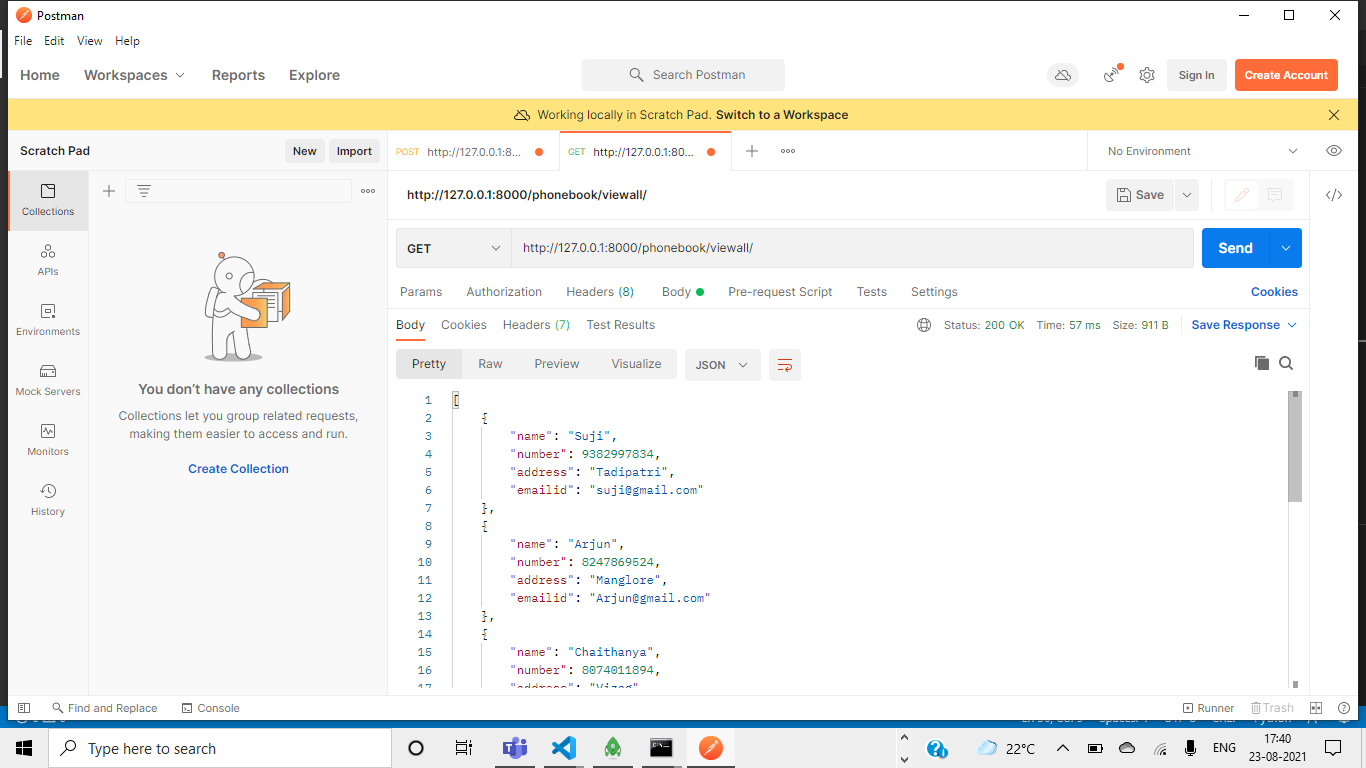 Postman
File Edit View Help
Home Workspaces Reports Explore Search Postman Sign In Create Account
Working locally in Scratch Pad. Switch to a Workspace
Scratch Pad New Import POST http://127.0.0.1:8... GET http://127.0.0.1:80... No Environment
http://127.0.0.1:8000/phonebook/viewall/ Save
Collections
APIs
Environments
Mock Servers
Monitors
History
You don't have any collections
Collections let you group related requests,
making them easier to access and run.
Create Collection
GET http://127.0.0.1:8000/phonebook/viewall/ Send
Params Authorization Headers (8) Body Pre-request Script Tests Settings Cookies
Body Cookies Headers (7) Test Results Status: 200 OK Time: 57 ms Size: 911 B Save Response
Pretty Raw Preview Visualize JSON
1 [
2 {
3 "name": "Suji",
4 "number": 9382997834,
5 "address": "Tadipatri",
6 "emailid": "suji@gmail.com"
7 },
8 {
9 "name": "Arjun",
10 "number": 8247869524,
11 "address": "Manglore",
12 "emailid": "Arjun@gmail.com"
13 },
14 {
15 "name": "Chaithanya",
16 "number": 8074011894,
17 "address": "Vizag"
Find and Replace Console Runner Trash
Type here to search 22°C ENG 17:40
23-08-2021